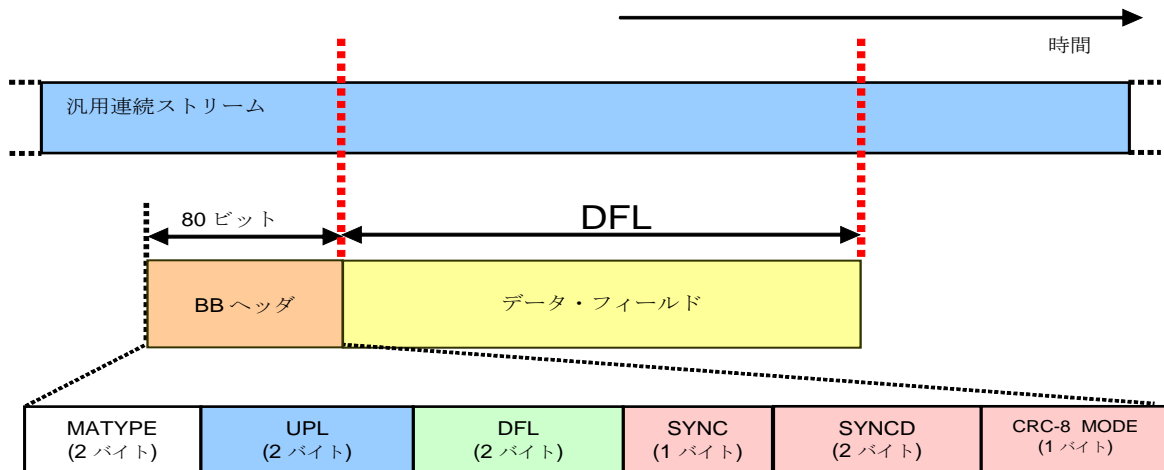 時間
汎用連続ストリーム
80 ビット
DFL
BB ヘッダ
データ・フィールド
MATYPE
(2 バイト)
UPL
(2 バイト)
DFL
(2 バイト)
SYNC
(1 バイト)
SYNCD
(2 バイト)
CRC-8 MODE
(1 バイト)